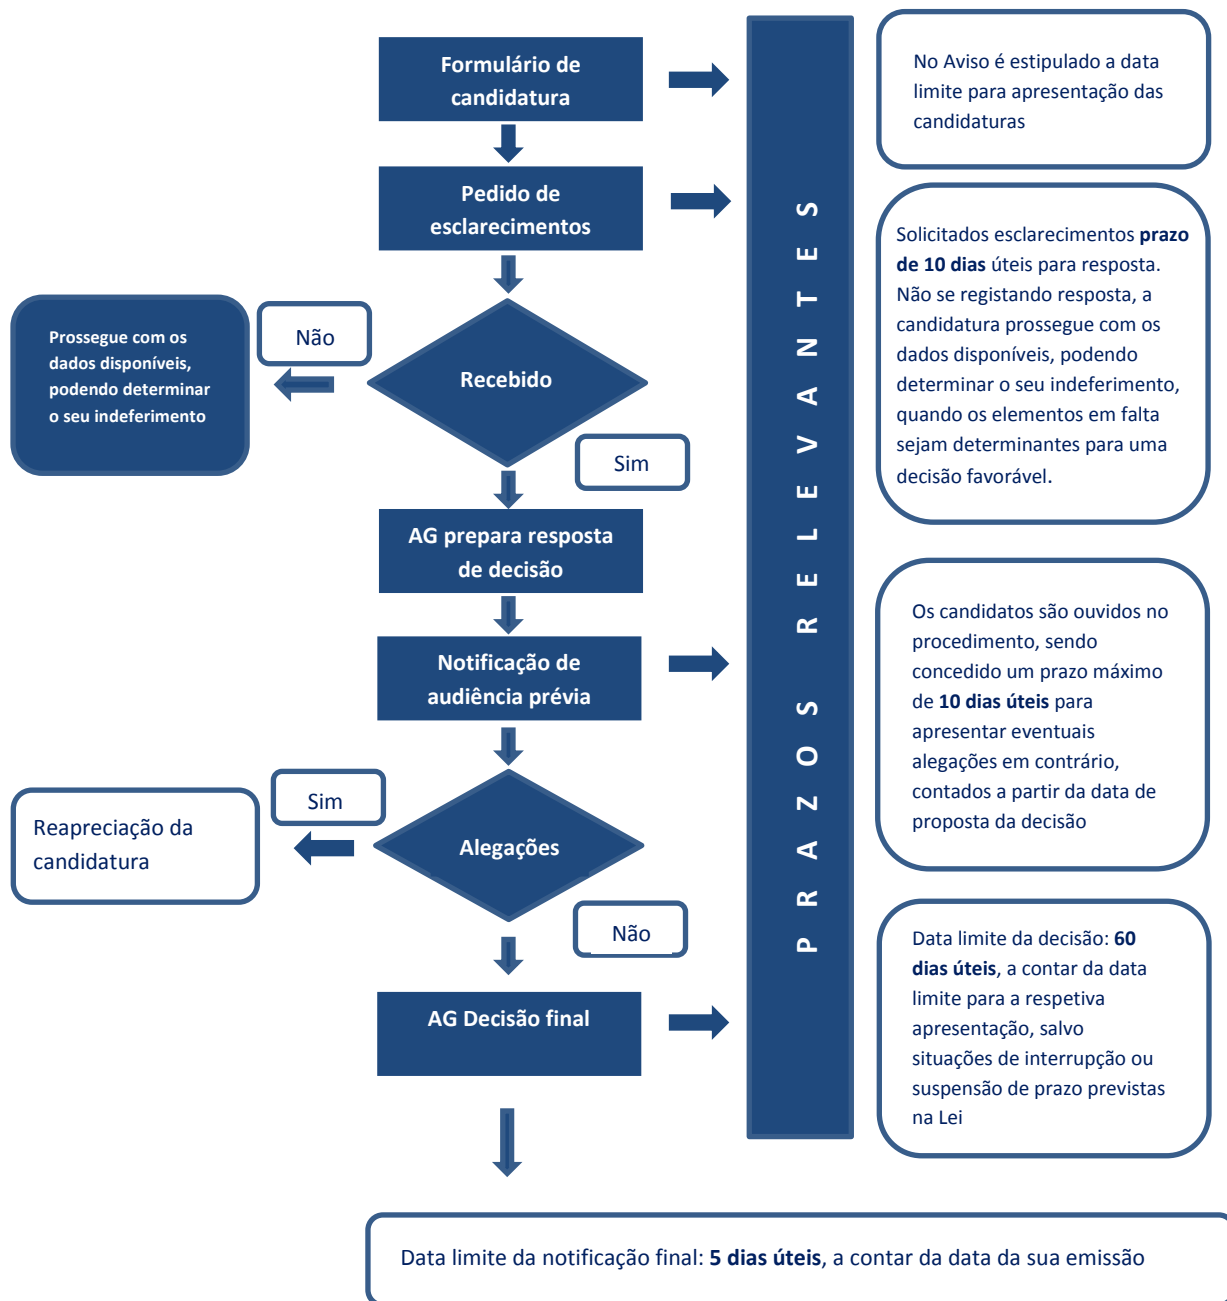 Formulário de
candidatura
No Aviso é estipulado a data
limite para apresentação das
candidaturas
Pedido de
esclarecimentos
Solicitados esclarecimentos prazo
de 10 dias úteis para resposta.
Não se registando resposta, a
candidatura prossegue com os
dados disponíveis, podendo
determinar o seu indeferimento,
quando os elementos em falta
sejam determinantes para uma
decisão favorável.
Recebido
Não
Prossegue com os
dados disponíveis,
podendo determinar
o seu indeferimento
Sim
AG prepara resposta
de decisão
Notificação de
audiência prévia
Os candidatos são ouvidos no
procedimento, sendo
concedido um prazo máximo
de 10 dias úteis para
apresentar eventuais
alegações em contrário,
contados a partir da data de
proposta da decisão
Alegações
Sim
Reapreciação da
candidatura
Não
AG Decisão final
Data limite da decisão: 60
dias úteis, a contar da data
limite para a respetiva
apresentação, salvo
situações de interrupção ou
suspensão de prazo previstas
na Lei
PRAZOS RELEVANTES
Data limite da notificação final: 5 dias úteis, a contar da data da sua emissão